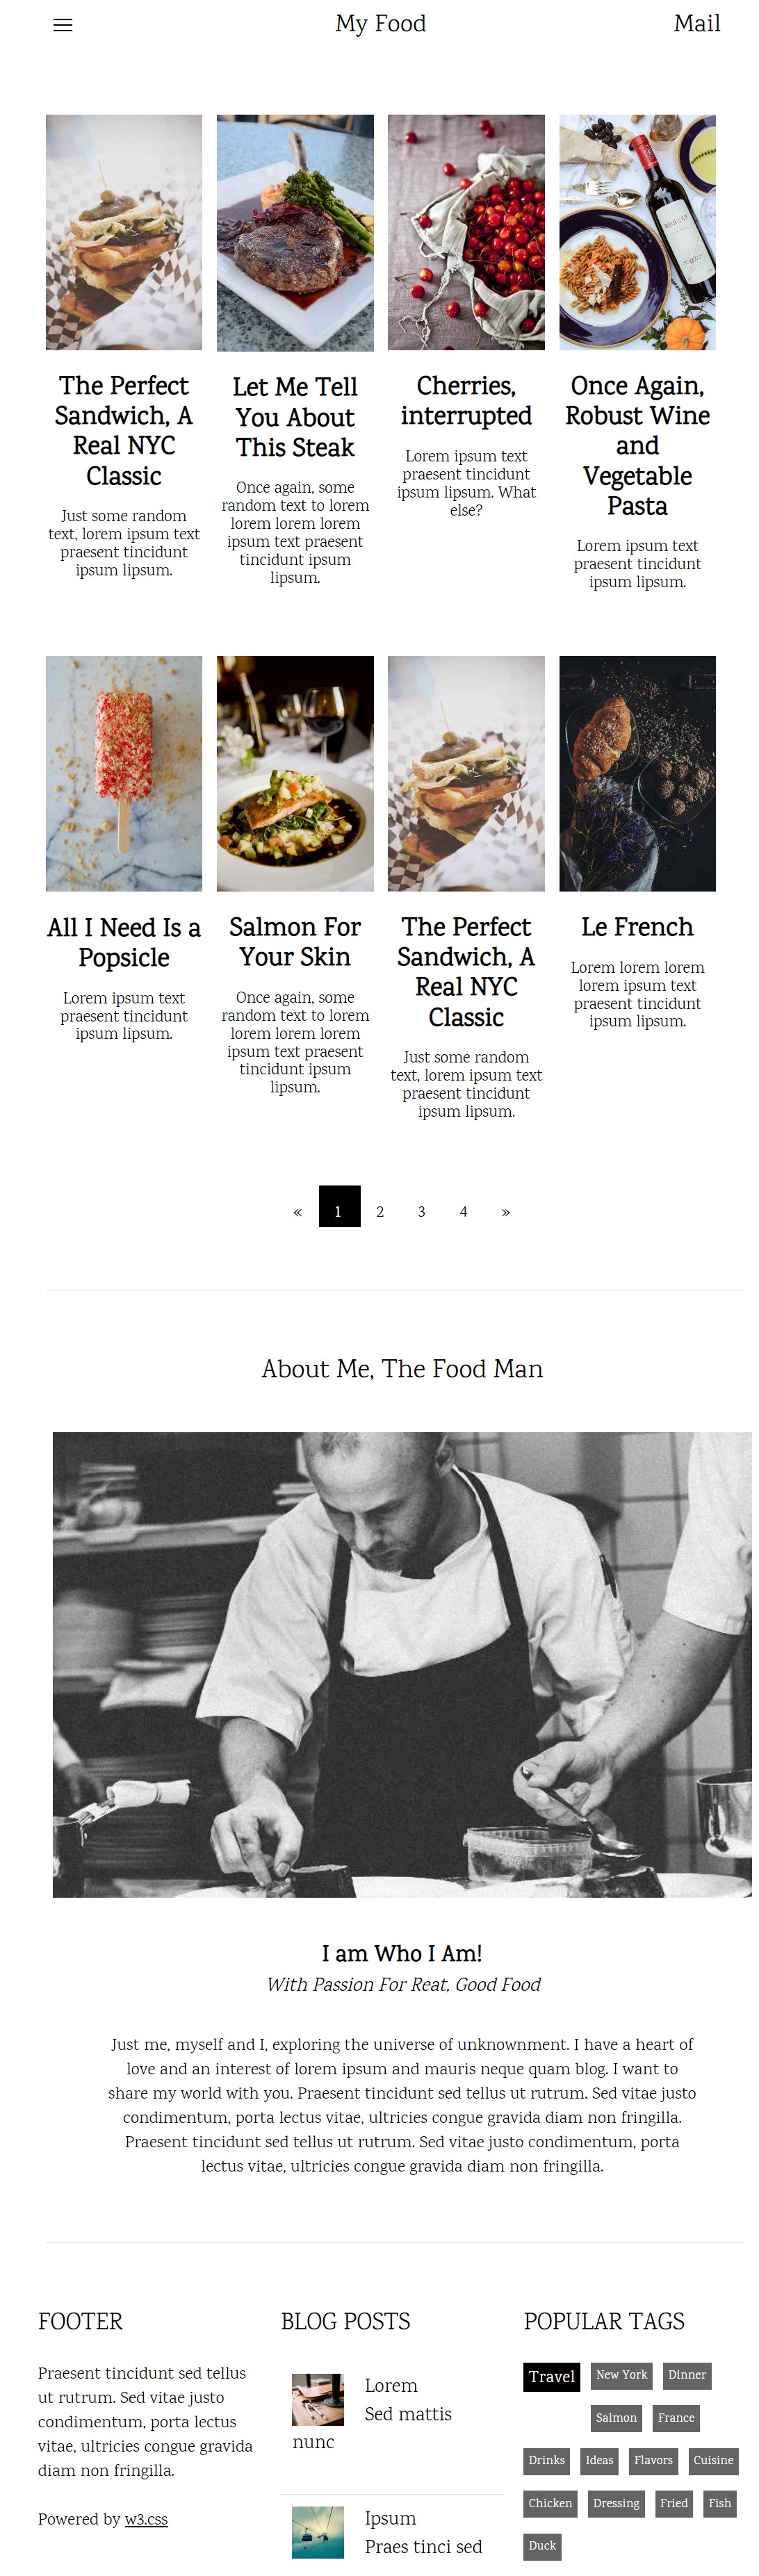 My Food
Mail
The Perfect
Sandwich, A
Real NYC
Classic
Just some random
text, lorem ipsum text
praesent tincidunt
ipsum lipsum.
Let Me Tell
You About
This Steak
Once again, some
random text to lorem
lorem lorem lorem
ipsum text praesent
tincidunt ipsum
lipsum.
Cherries,
interrupted
Lorem ipsum text
praesent tincidunt
ipsum lipsum. What
else?
ROBUST
Once Again,
Robust Wine
and
Vegetable
Pasta
Lorem ipsum text
praesent tincidunt
ipsum lipsum.
All I Need Is a
Popsicle
Lorem ipsum text
praesent tincidunt
ipsum lipsum.
Salmon For
Your Skin
Once again, some
random text to lorem
lorem lorem lorem
ipsum text praesent
tincidunt ipsum
lipsum.
The Perfect
Sandwich, A
Real NYC
Classic
Just some random
text, lorem ipsum text
praesent tincidunt
ipsum lipsum.
Le French
Lorem lorem lorem
lorem ipsum text
praesent tincidunt
ipsum lipsum.
« 1 2 3 4 »
About Me, The Food Man
I am Who I Am!
With Passion For Reat, Good Food
Just me, myself and I, exploring the universe of unknownment. I have a heart of
love and an interest of lorem ipsum and mauris neque quam blog. I want to
share my world with you. Praesent tincidunt sed tellus ut rutrum. Sed vitae justo
condimentum, porta lectus vitae, ultricies congue gravida diam non fringilla.
Praesent tincidunt sed tellus ut rutrum. Sed vitae justo condimentum, porta
lectus vitae, ultricies congue gravida diam non fringilla.
FOOTER
Praesent tincidunt sed tellus
ut rutrum. Sed vitae justo
condimentum, porta lectus
vitae, ultricies congue gravida
diam non fringilla.
Powered by w3.css
BLOG POSTS
Lorem
Sed mattis
nunc
Ipsum
Praes tinci sed
POPULAR TAGS
Travel New York Dinner
Salmon France
Drinks Ideas Flavors Cuisine
Chicken Dressing Fried Fish
Duck